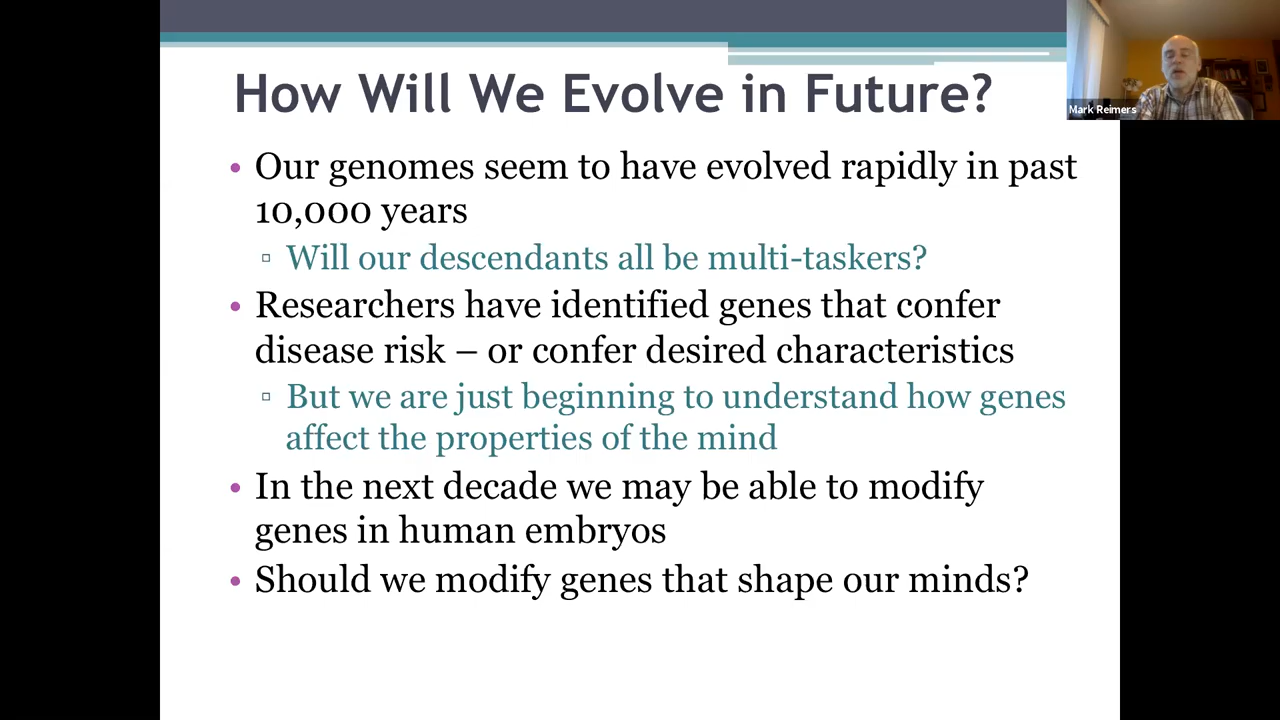 How Will We Evolve in Future?
Mark Reimers
• Our genomes seem to have evolved rapidly in past
10,000 years
▫ Will our descendants all be multi-taskers?
• Researchers have identified genes that confer
disease risk – or confer desired characteristics
▫ But we are just beginning to understand how genes
affect the properties of the mind
• In the next decade we may be able to modify
genes in human embryos
• Should we modify genes that shape our minds?